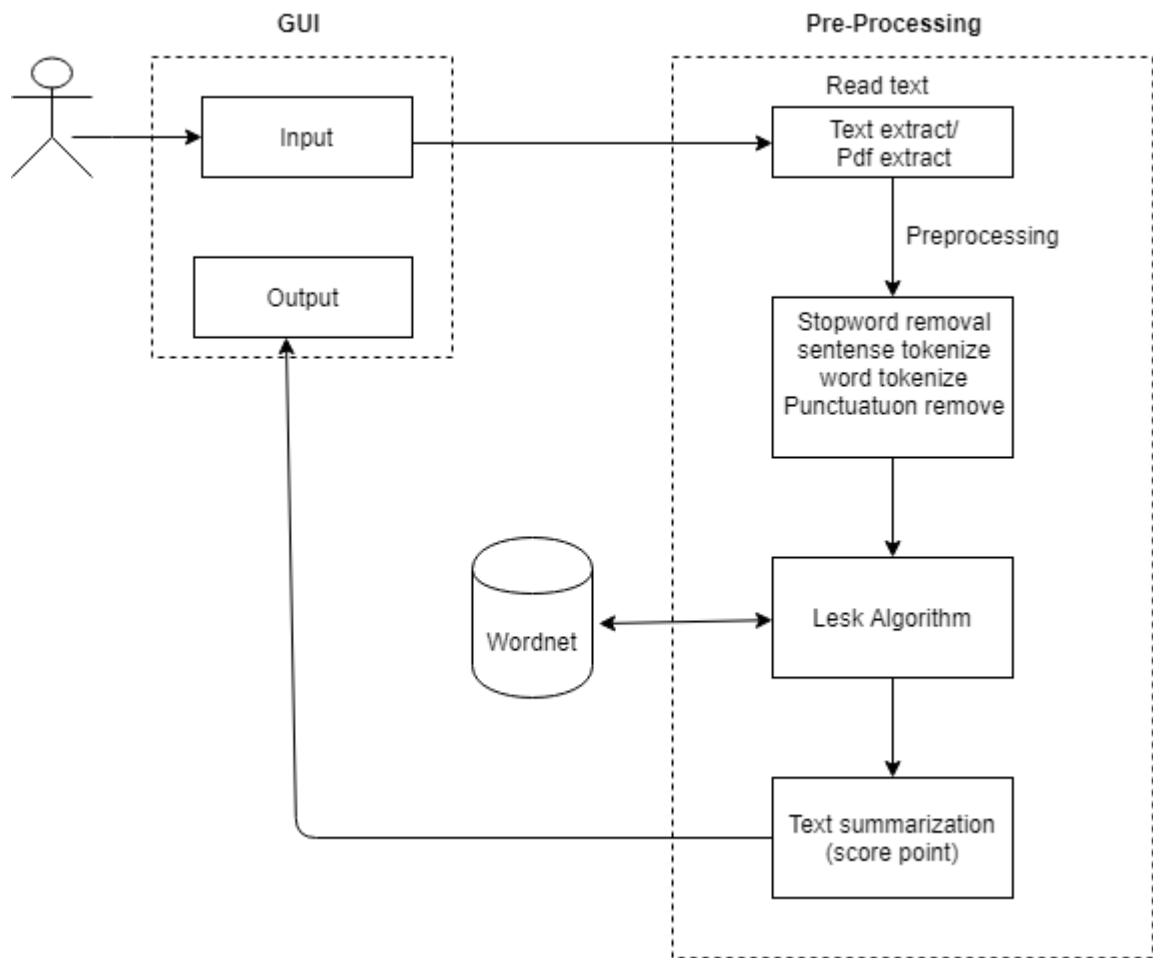 GUI
Pre-Processing
Input
Output
Read text
Text extract/
Pdf extract
Preprocessing
Stopword removal
sentense tokenize
word tokenize
Punctuatuon remove
Lesk Algorithm
Wordnet
Text summarization
(score point)